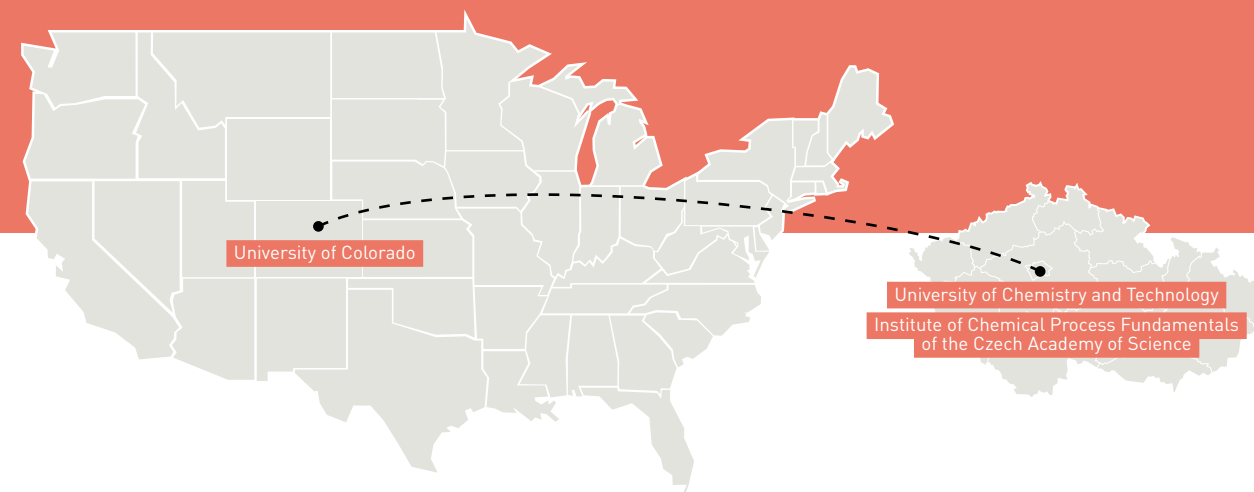 University of Colorado
University of Chemistry and Technology
Institute of Chemical Process Fundamentals
of the Czech Academy of Science